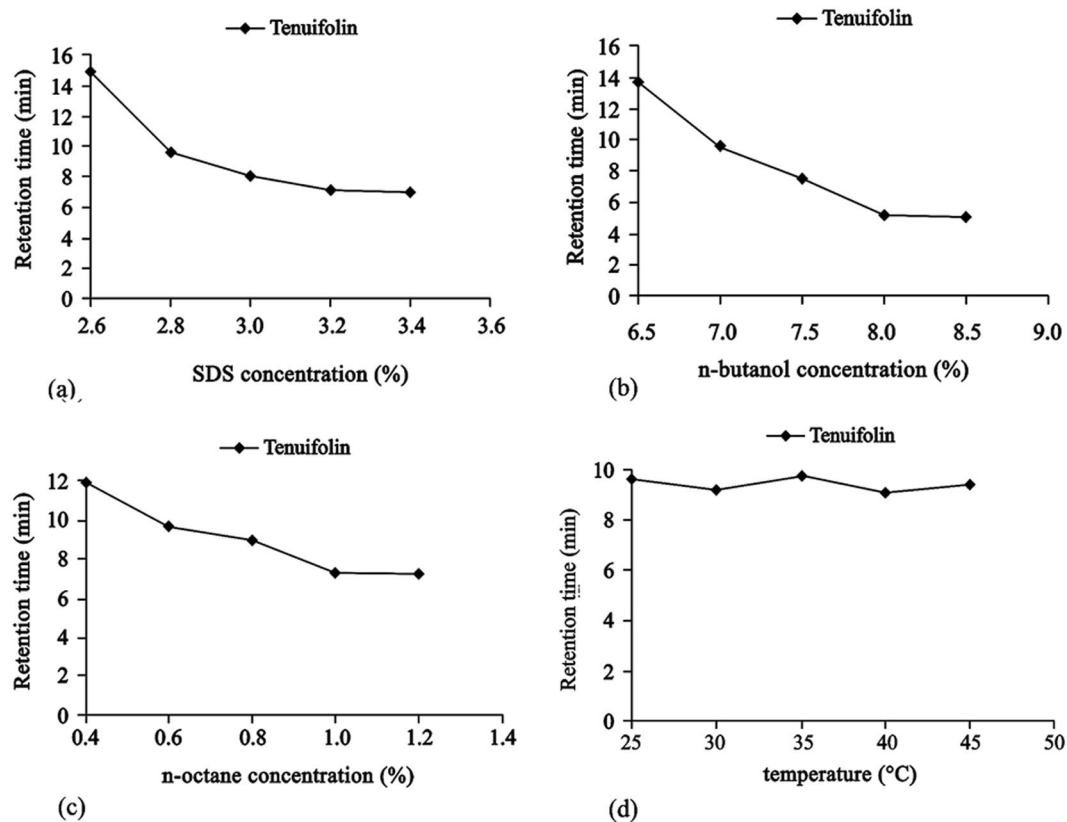 Tenuifolin
Retention time (min)
16
14
12
10
8
6
4
2
0
2.6 2.8 3.0 3.2 3.4 3.6
SDS concentration (%)
(a)
Tenuifolin
Retention time (min)
16
14
12
10
8
6
4
2
0
6.5 7.0 7.5 8.0 8.5 9.0
n-butanol concentration (%)
(b)
Tenuifolin
Retention time (min)
12
10
8
6
4
2
0
0.4 0.6 0.8 1.0 1.2 1.4
n-octane concentration (%)
(c)
Tenuifolin
Retention time (min)
10
8
6
4
2
0
25 30 35 40 45 50
temperature (°C)
(d)